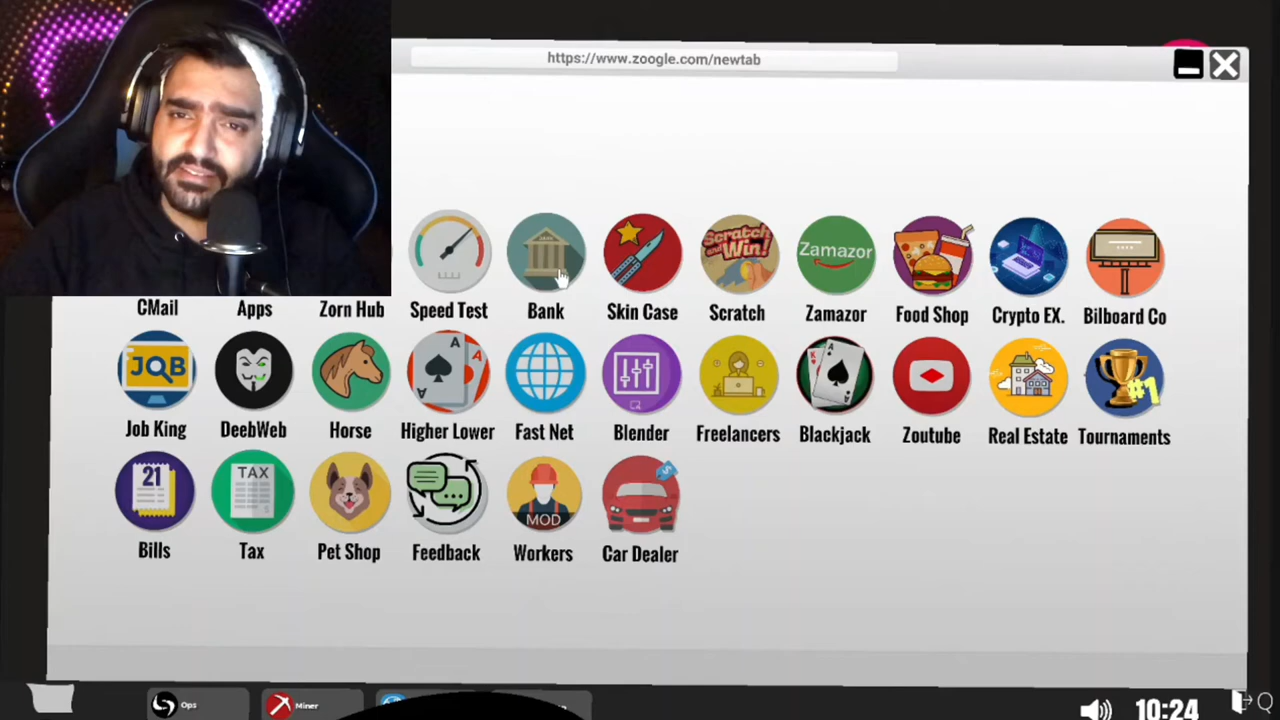 https://www.zoogle.com/newtab
Scratch and Win!
Zamazor
CMail
Apps
Zorn Hub
Speed Test
Bank
Skin Case
Scratch
Zamazor
Food Shop
Crypto EX.
Bilboard Co
JOB
A
A
K
A
#1
Job King
DeebWeb
Horse
Higher Lower
Fast Net
Blender
Freelancers
Blackjack
Zoutube
Real Estate
Tournaments
21
TAX
MOD
Bills
Tax
Pet Shop
Feedback
Workers
Car Dealer
Ops
Miner
10:24
Q